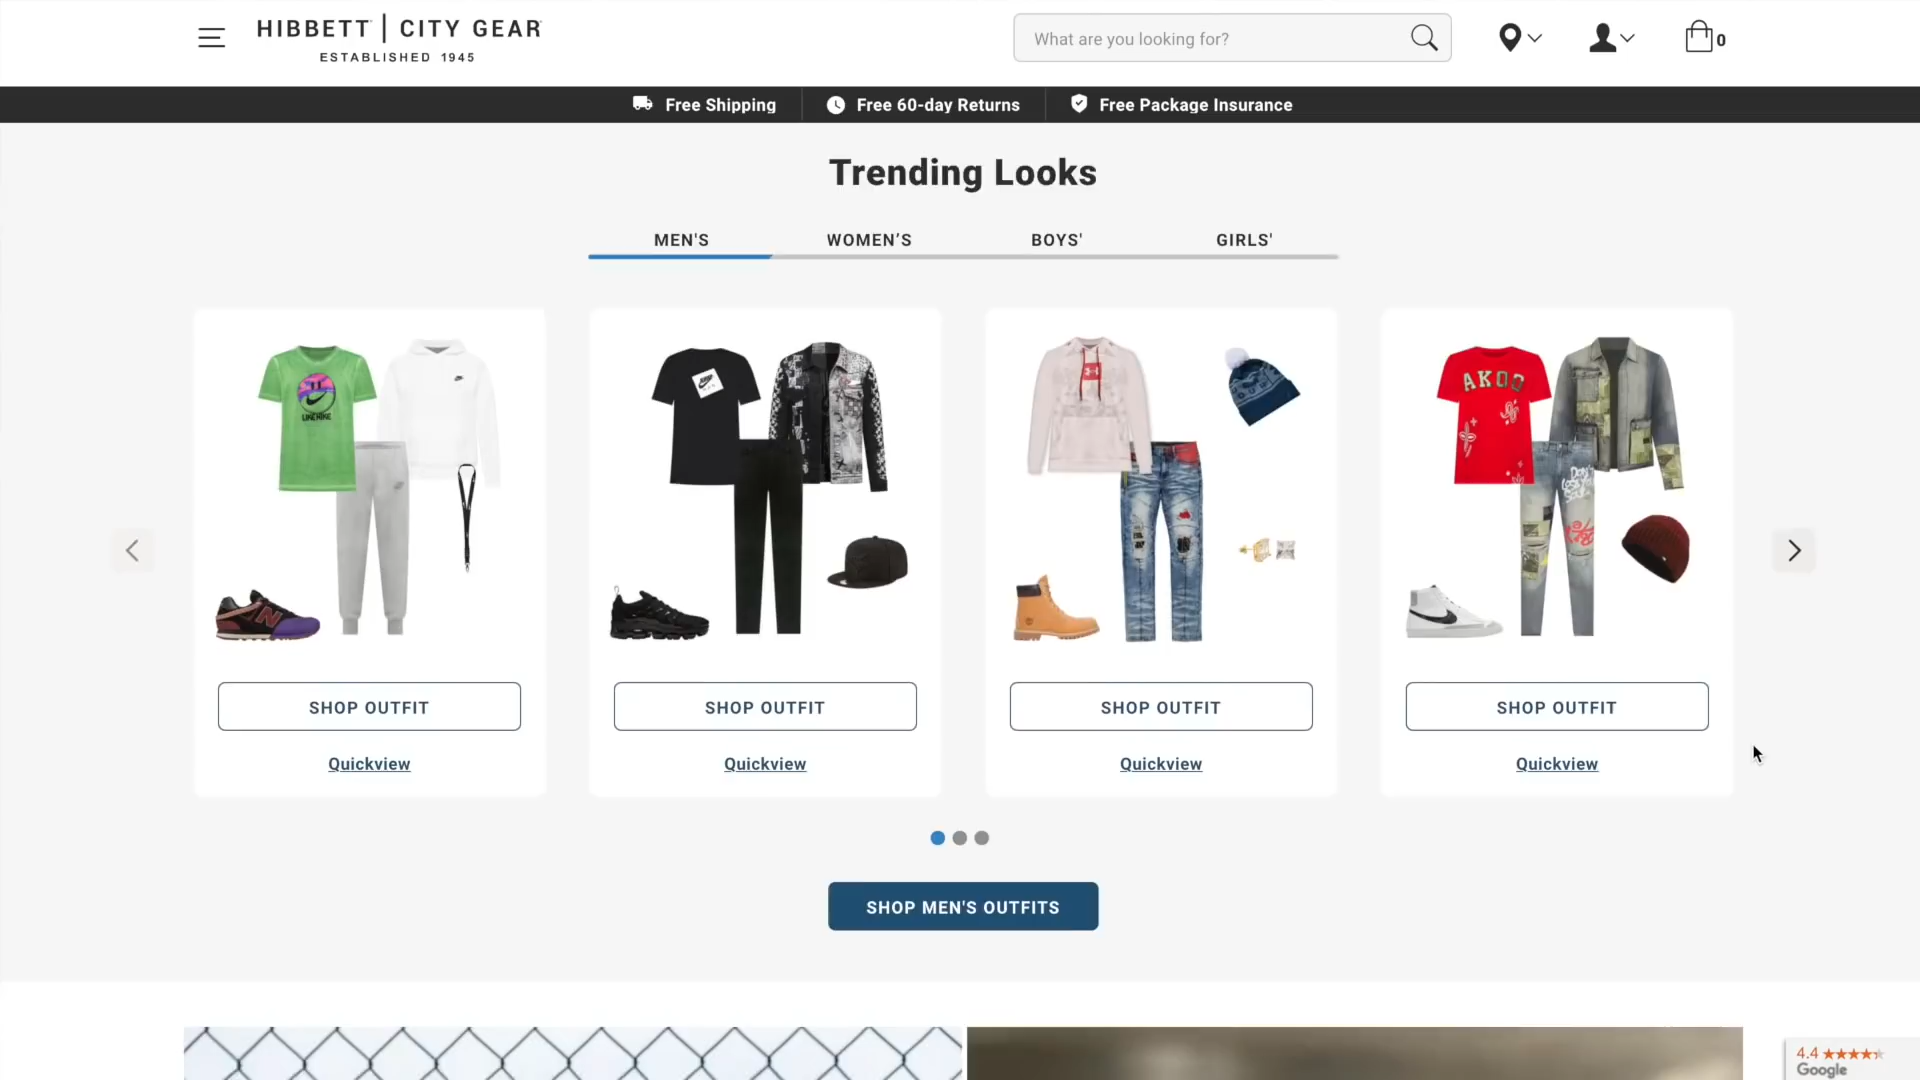 HIBBETT | CITY GEAR
ESTABLISHED 1945
What are you looking for?
0
Free Shipping
Free 60-day Returns
Free Package Insurance
Trending Looks
MEN'S
WOMEN’S
BOYS'
GIRLS'
AKOO
SHOP OUTFIT
SHOP OUTFIT
SHOP OUTFIT
SHOP OUTFIT
Quickview
Quickview
Quickview
Quickview
SHOP MEN'S OUTFITS
4.4
Google